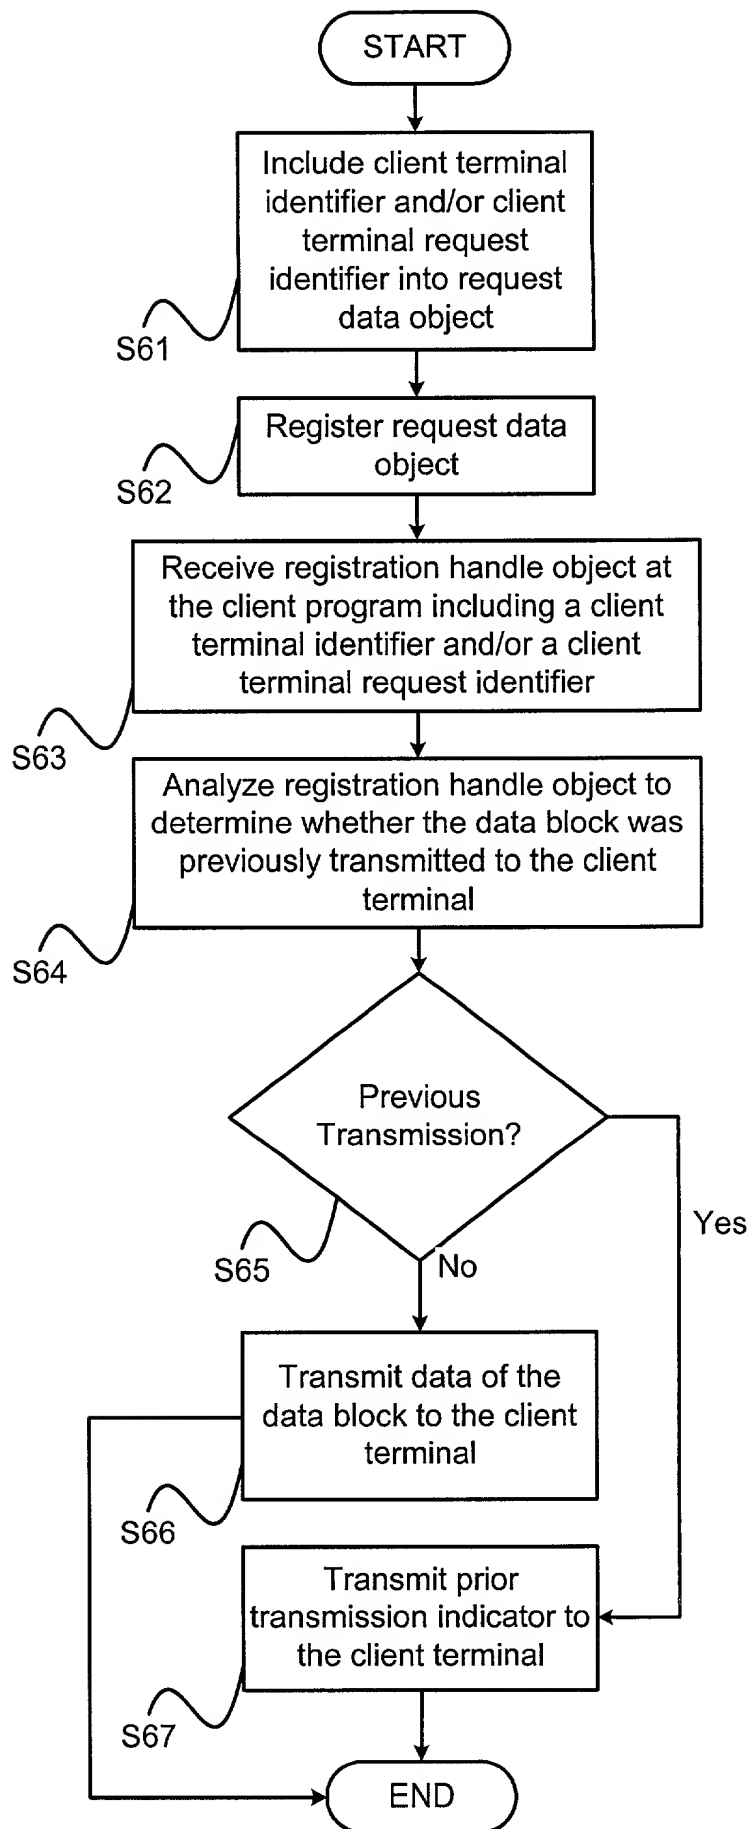 START
Include client terminal
identifier and/or client
terminal request
identifier into request
data object
S61
Register request data
object
S62
Receive registration handle object at
the client program including a client
terminal identifier and/or a client
terminal request identifier
S63
Analyze registration handle object to
determine whether the data block was
previously transmitted to the client
terminal
S64
Previous
Transmission?
Yes
S65
No
Transmit data of the
data block to the client
terminal
S66
Transmit prior
transmission indicator to
the client terminal
S67
END